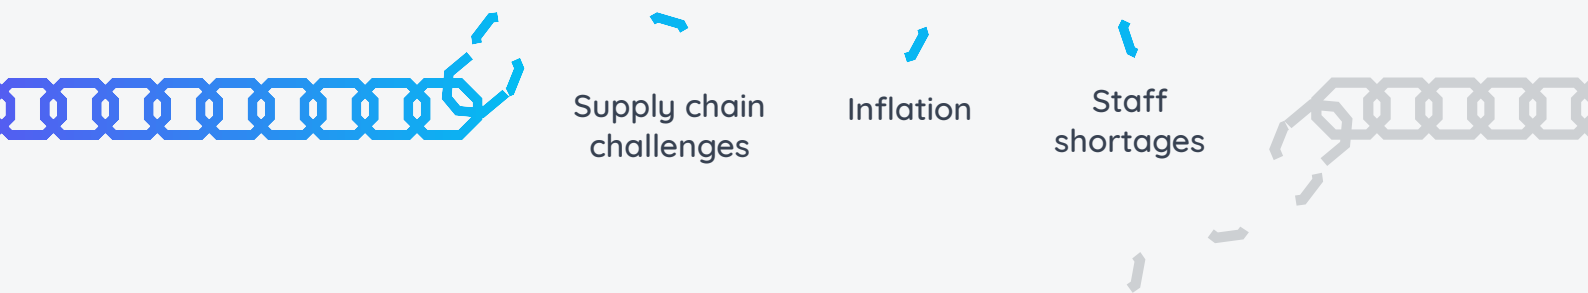 Supply chain
challenges
Inflation
Staff
shortages